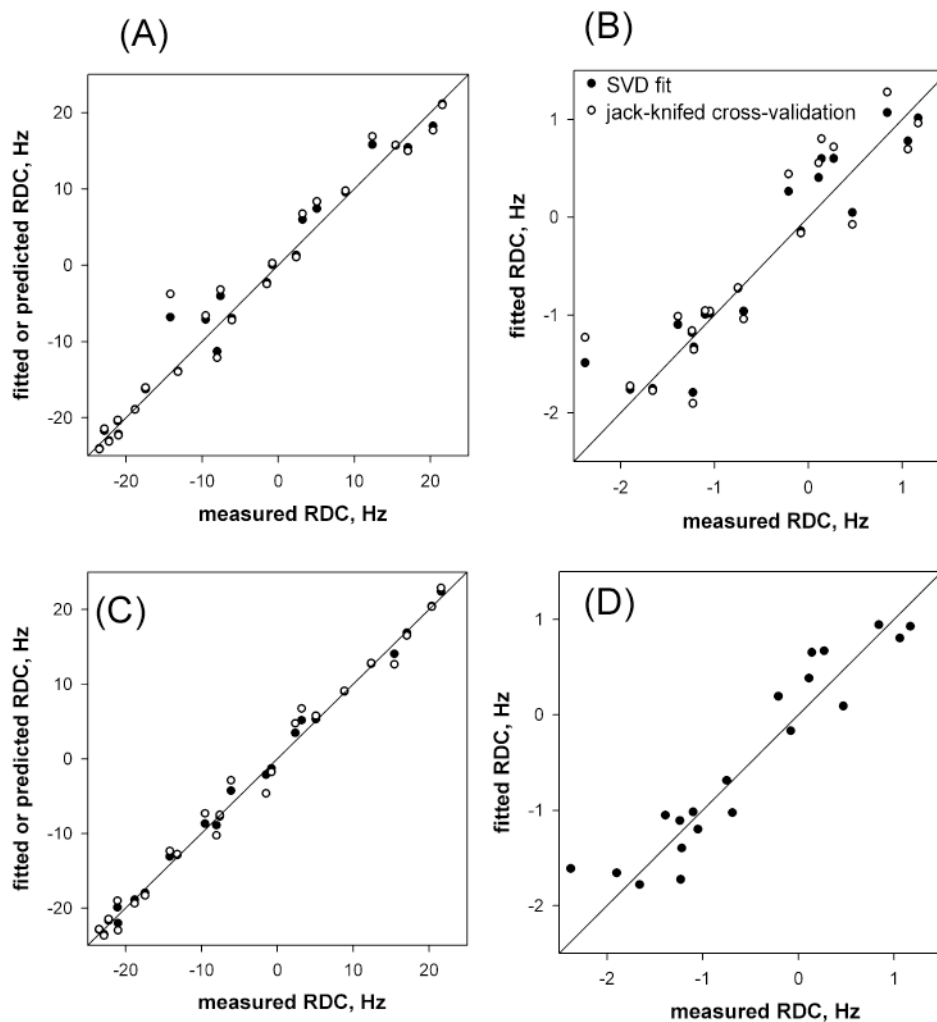 (A)
fitted or predicted RDC, Hz
20
10
0
-10
-20
-20 -10 0 10 20
measured RDC, Hz
(B)
SVD fit
jack-knifed cross-validation
fitted RDC, Hz
1
0
-1
-2
-2 -1 0 1
measured RDC, Hz
(C)
fitted or predicted RDC, Hz
20
10
0
-10
-20
-20 -10 0 10 20
measured RDC, Hz
(D)
fitted RDC, Hz
1
0
-1
-2
-2 -1 0 1
measured RDC, Hz